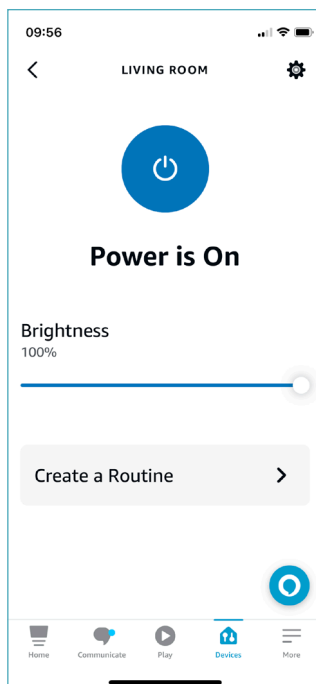 09:56
LIVING ROOM
Power is On
Brightness
100%
Create a Routine
Home Communicate Play Devices More